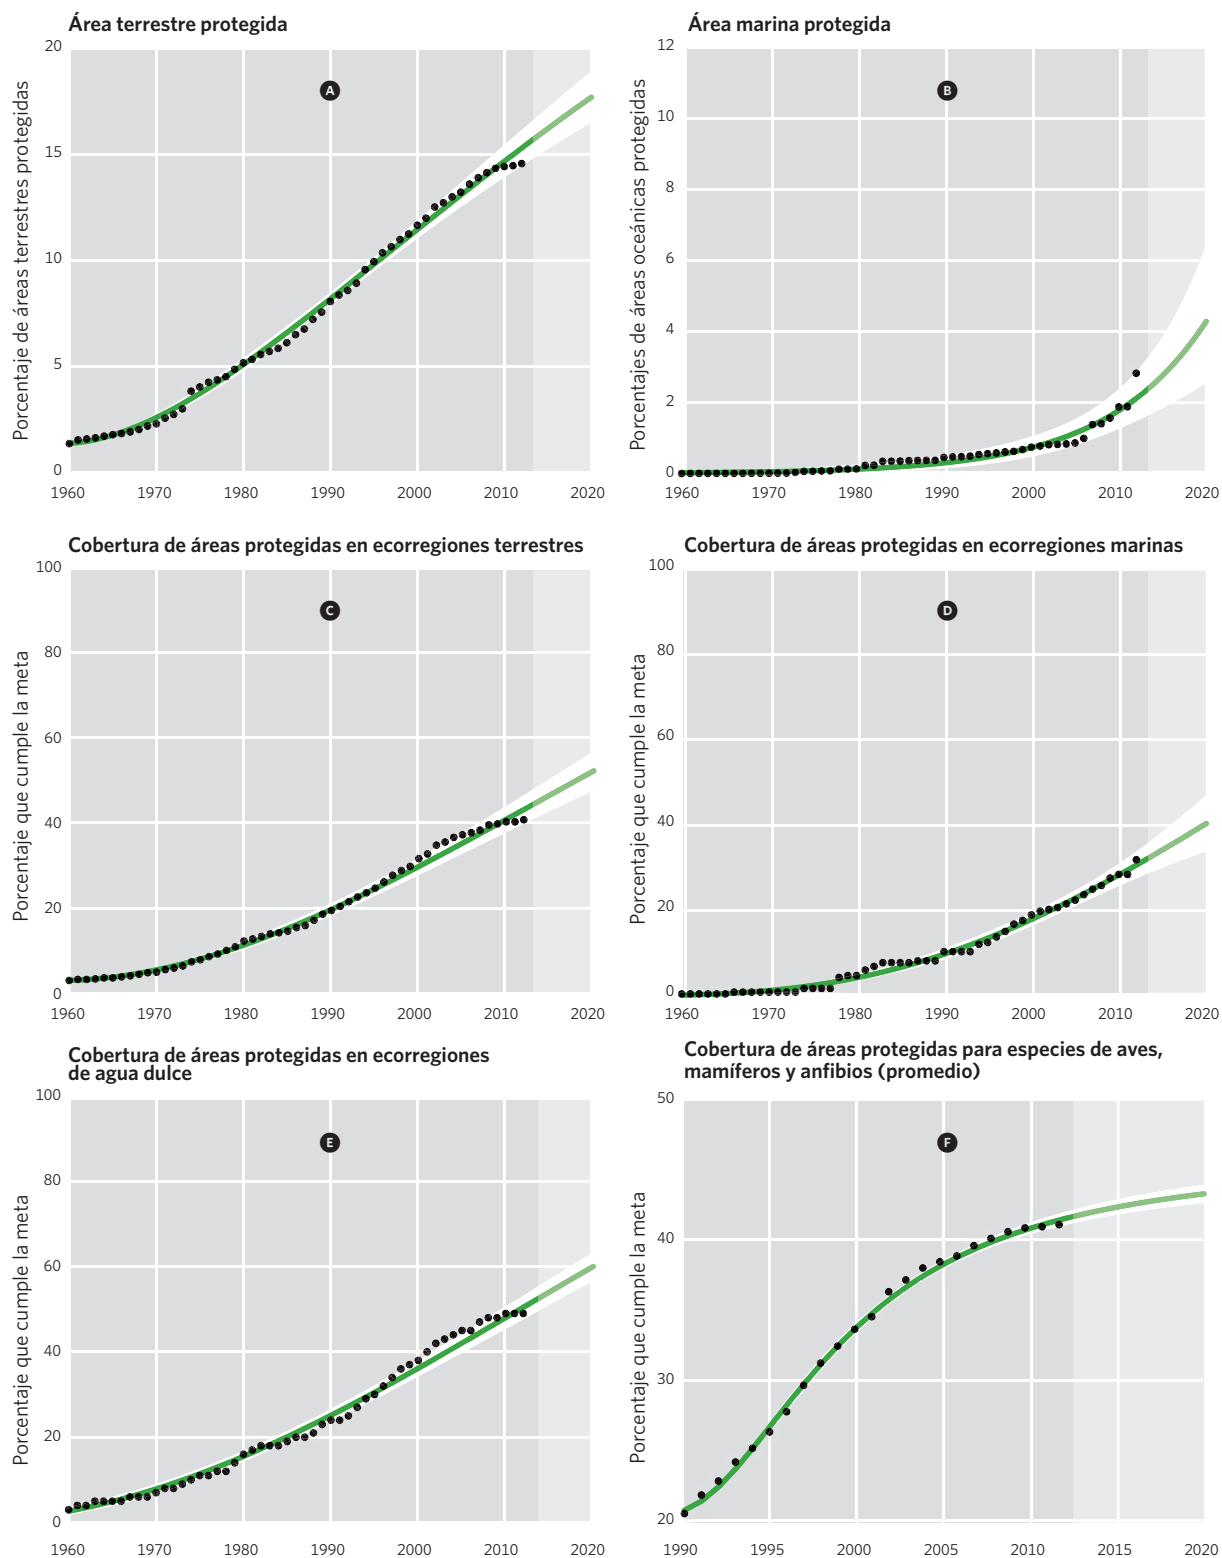 Área terrestre protegida
Porcentaje de áreas terrestres protegidas
A
20
15
10
5
0
1960 1970 1980 1990 2000 2010 2020
Área marina protegida
Porcentajes de áreas oceánicas protegidas
B
12
10
8
6
4
2
0
1960 1970 1980 1990 2000 2010 2020
Cobertura de áreas protegidas en ecorregiones terrestres
Porcentaje que cumple la meta
C
100
80
60
40
20
0
1960 1970 1980 1990 2000 2010 2020
Cobertura de áreas protegidas en ecorregiones marinas
Porcentaje que cumple la meta
D
100
80
60
40
20
0
1960 1970 1980 1990 2000 2010 2020
Cobertura de áreas protegidas en ecorregiones
de agua dulce
Porcentaje que cumple la meta
E
100
80
60
40
20
0
1960 1970 1980 1990 2000 2010 2020
Cobertura de áreas protegidas para especies de aves,
mamíferos y anfibios (promedio)
Porcentaje que cumple la meta
F
50
40
30
20
1990 1995 2000 2005 2010 2015 2020